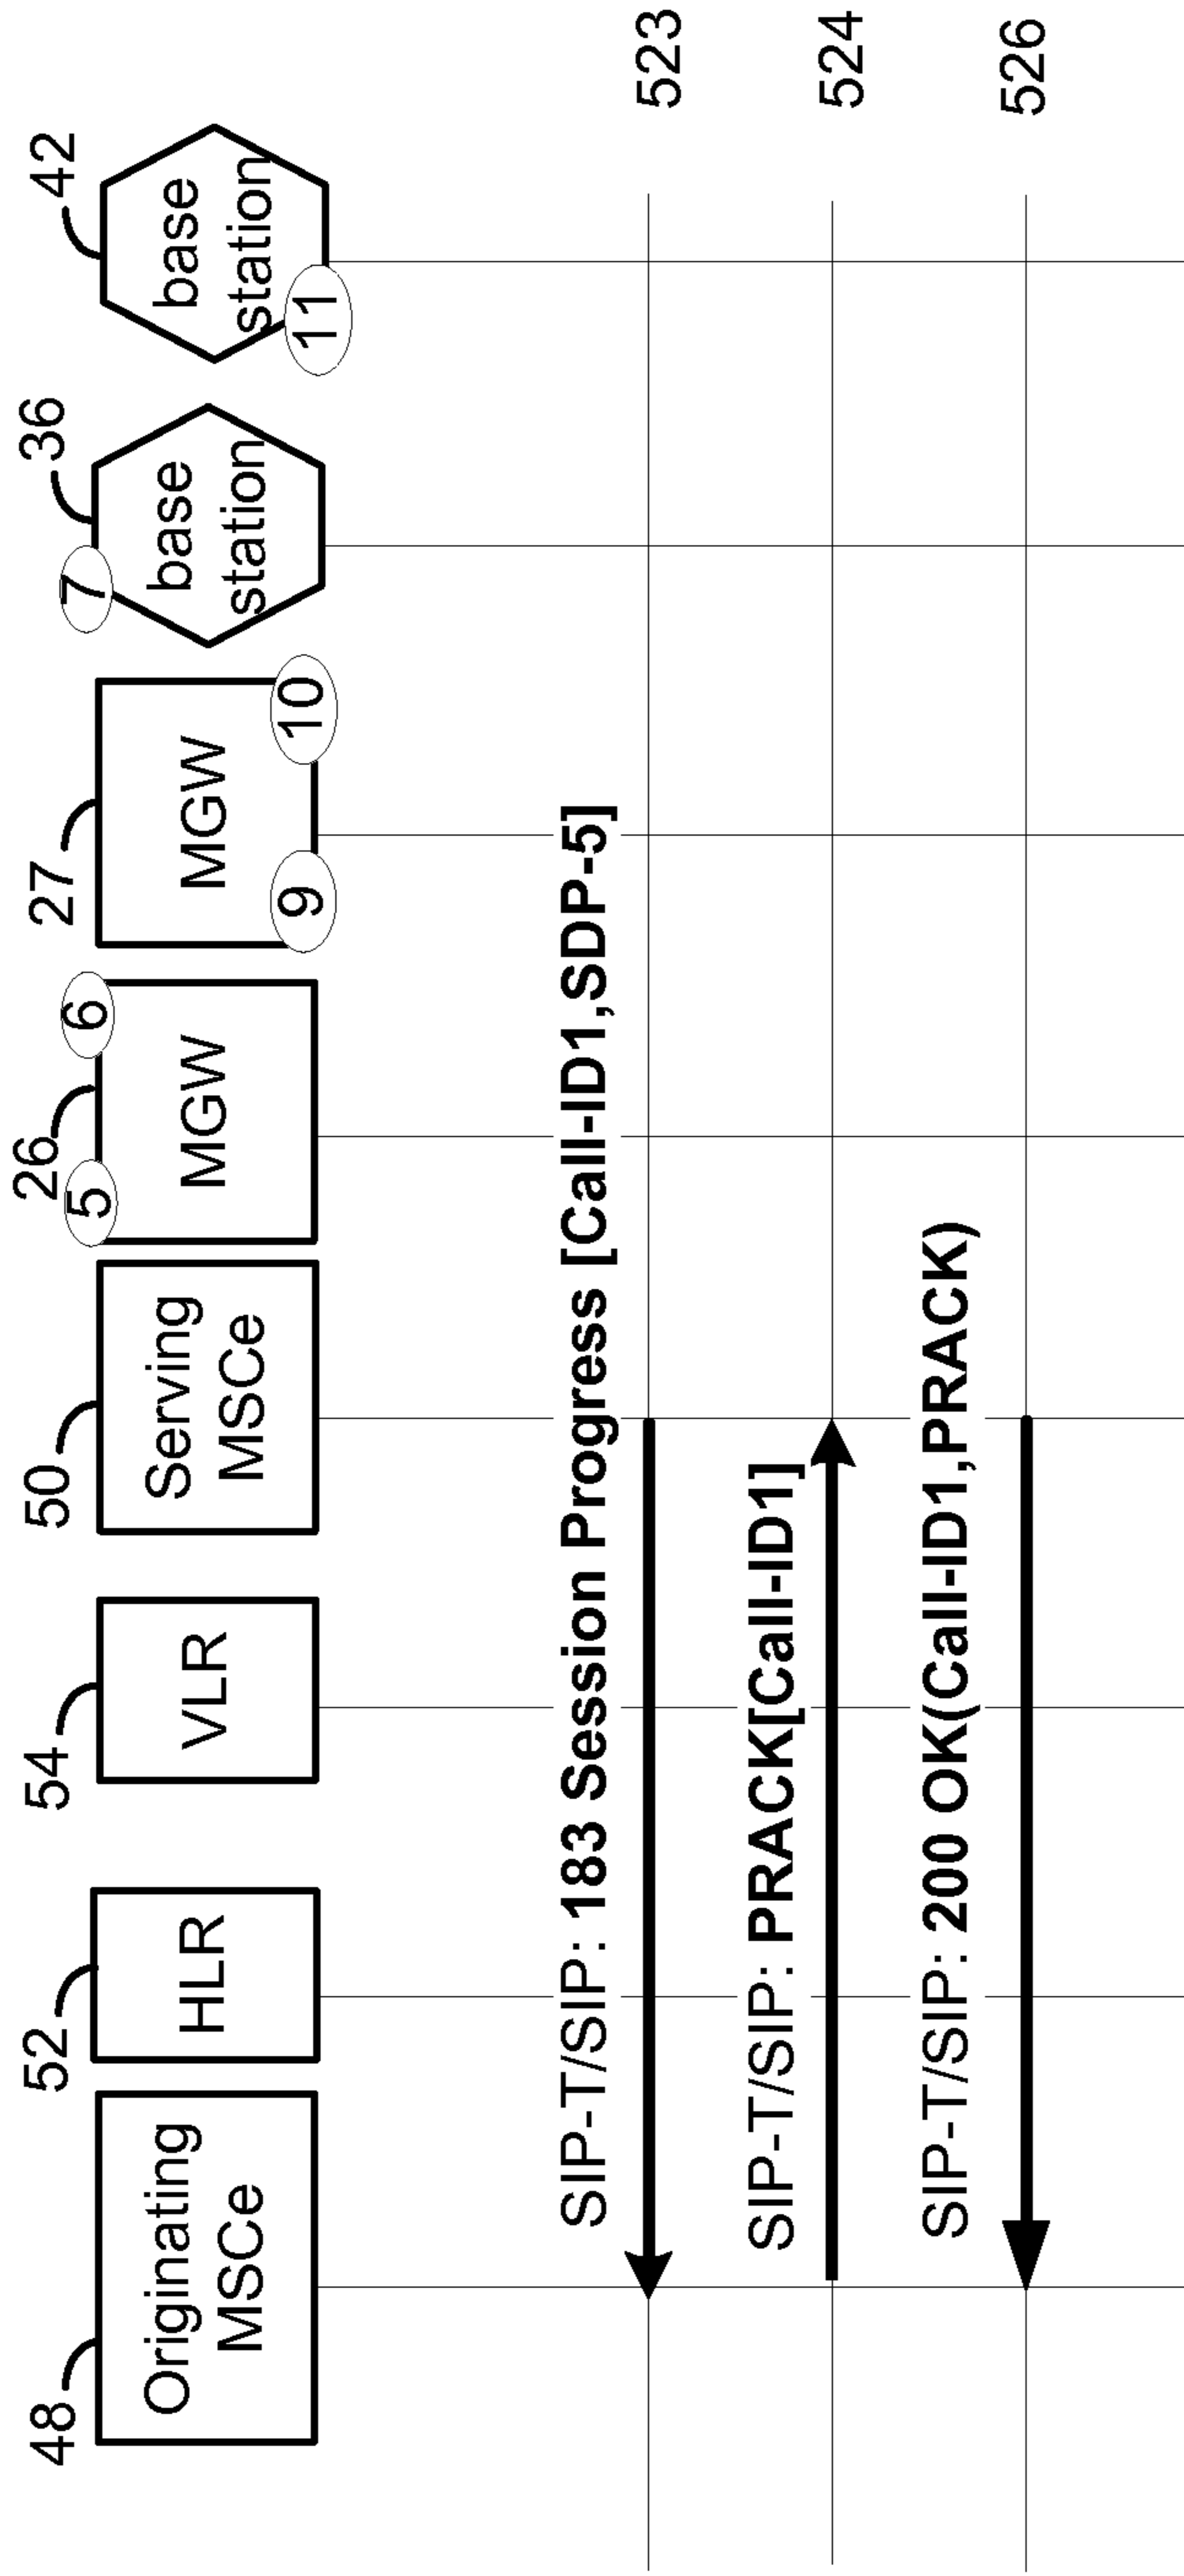 48
52
54
50
26
27
36
42
Originating
MSCe
HLR
VLR
Serving
MSCe
5
6
MGW
MGW
9
10
7
base
station
base
station
11
SIP-T/SIP: 183 Session Progress [Call-ID1,SDP-5]
523
SIP-T/SIP: PRACK[Call-ID1]
524
SIP-T/SIP: 200 OK(Call-ID1,PRACK)
526